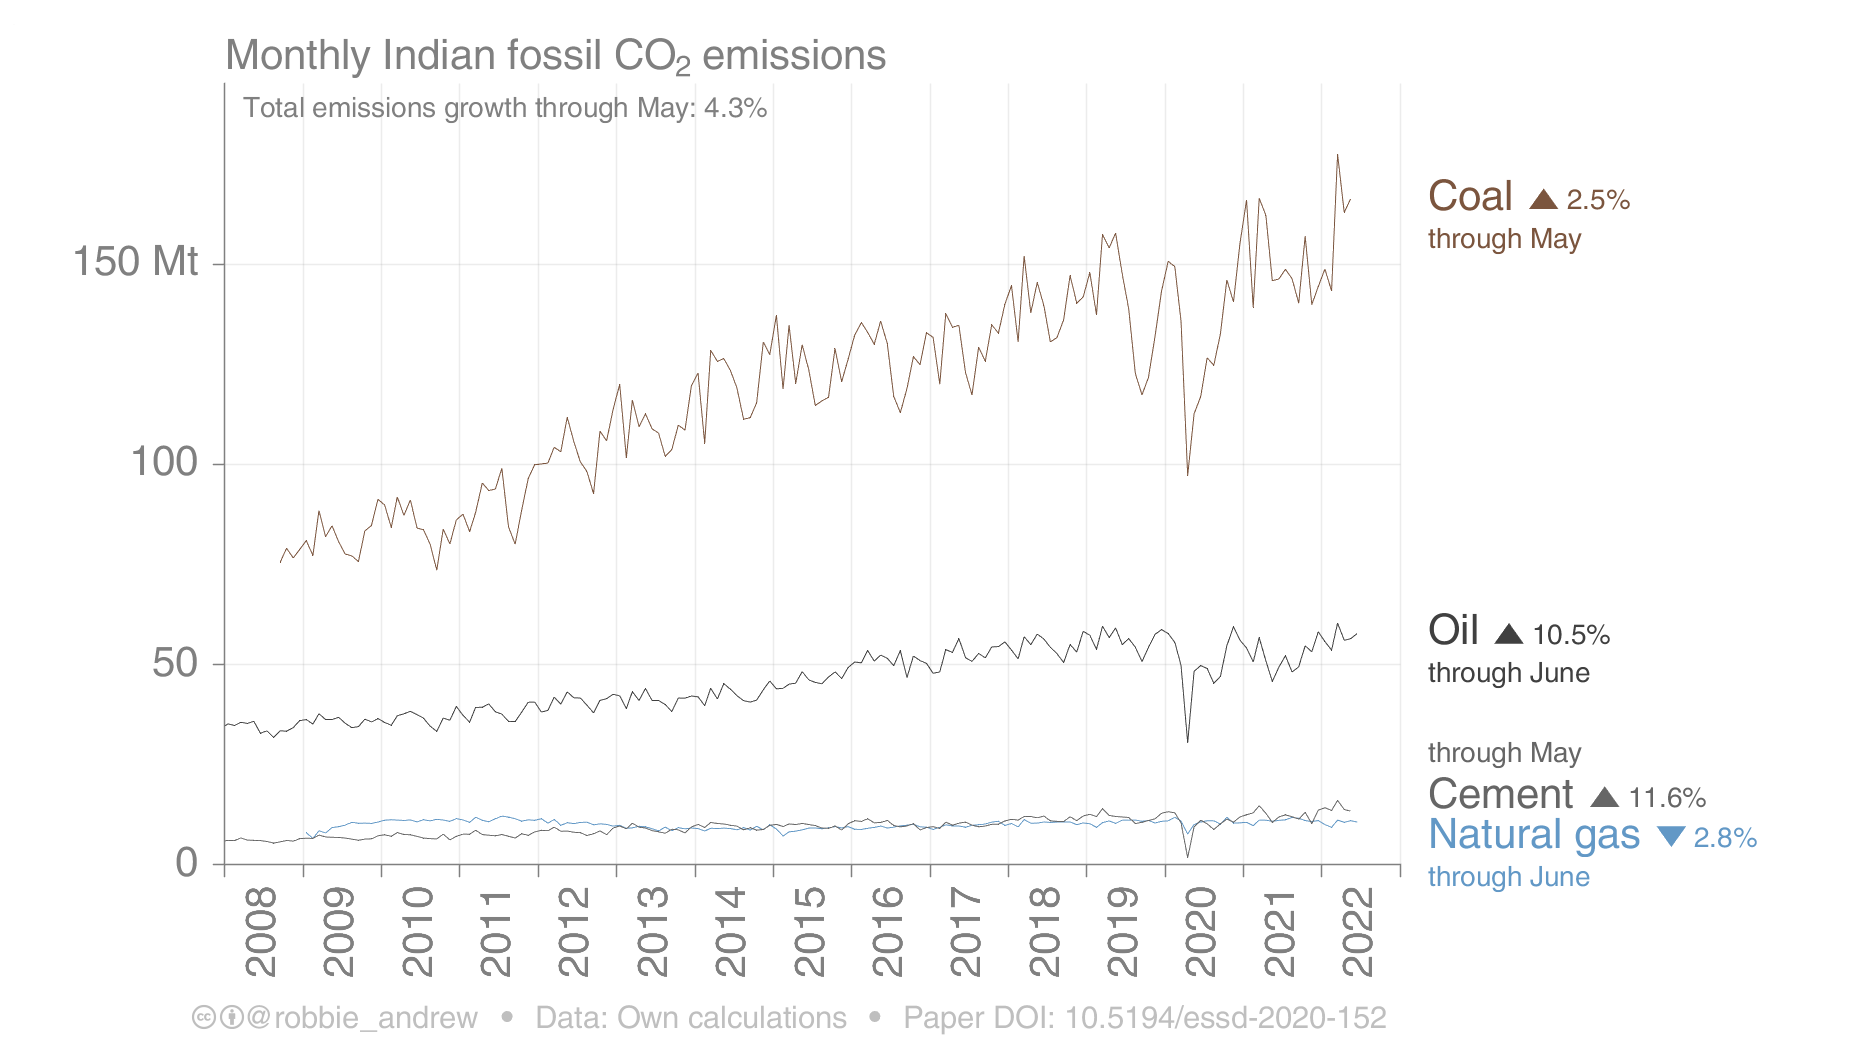 Monthly Indian fossil CO₂ emissions
Total emissions growth through May: 4.3%
150 Mt
100
50
0
Coal ▲ 2.5%
through May
Oil ▲ 10.5%
through June
through May
Cement ▲ 11.6%
Natural gas ▼ 2.8%
through June
2008 2009 2010 2011 2012 2013 2014 2015 2016 2017 2018 2019 2020 2021 2022
@robbie_andrew • Data: Own calculations • Paper DOI: 10.5194/essd-2020-152